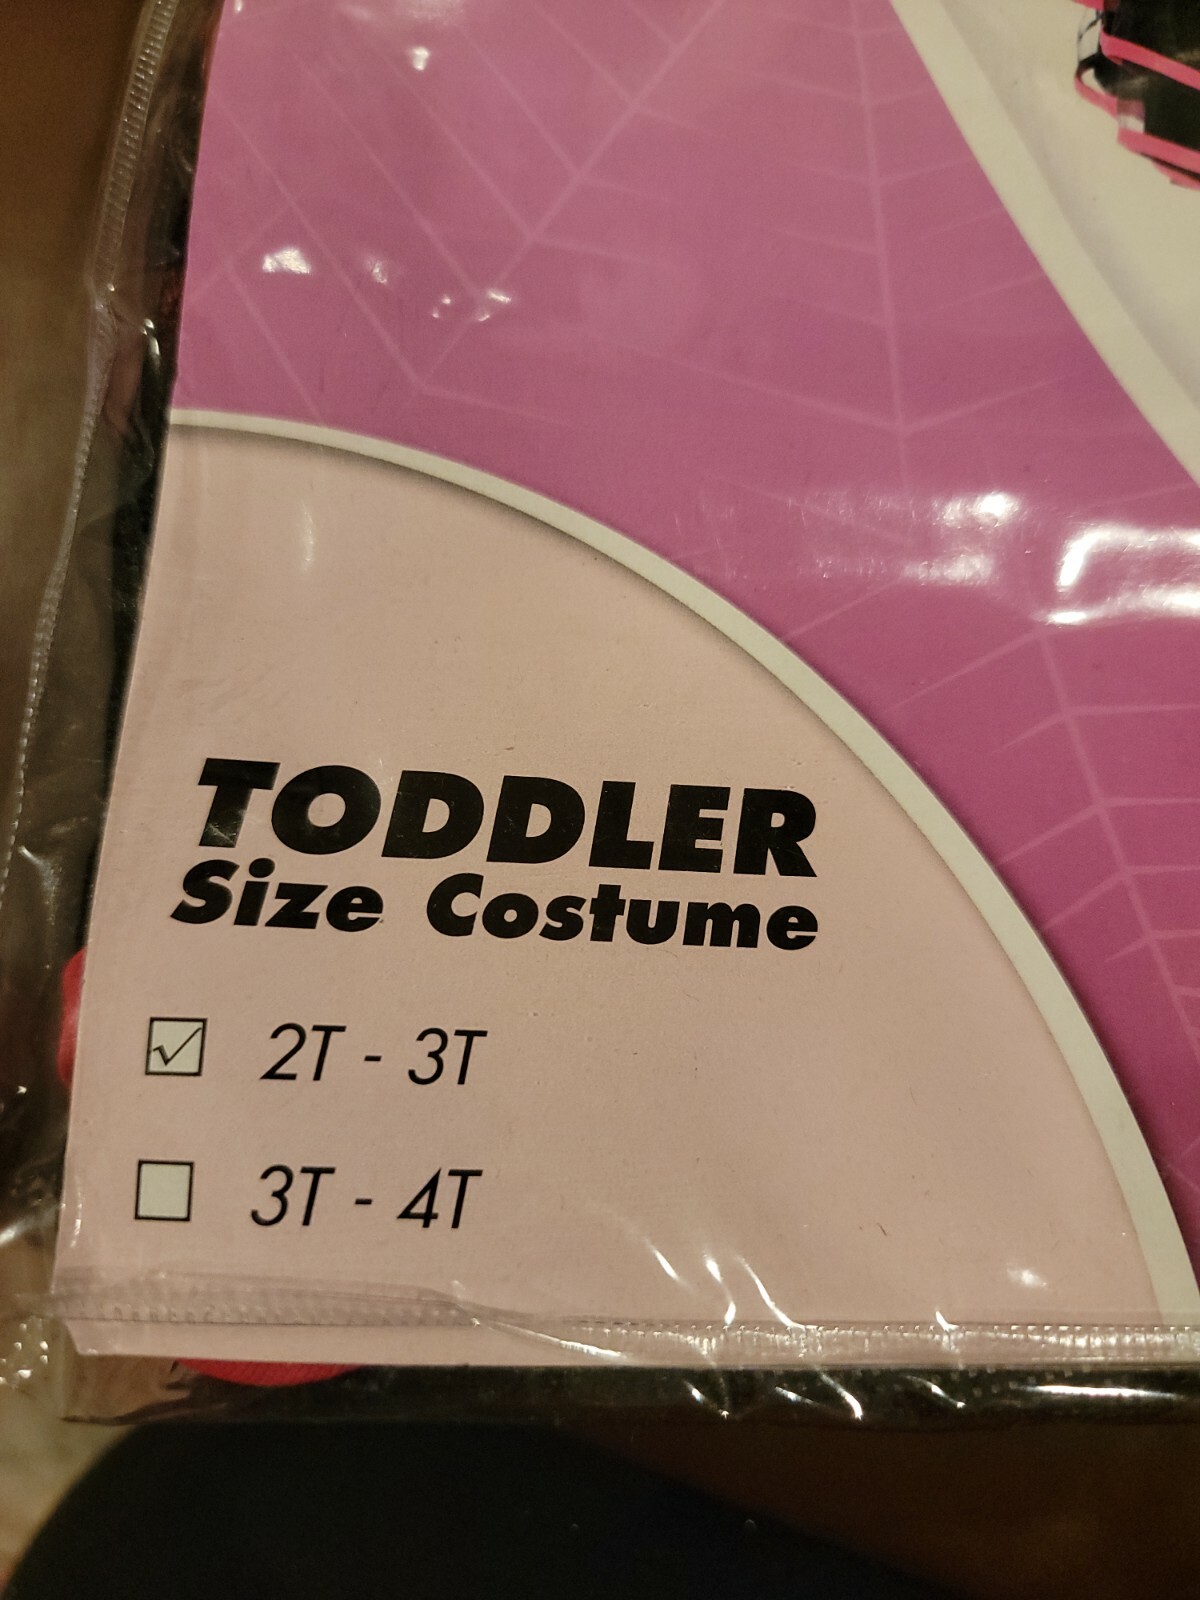 TODDLER
Size Costume
2T - 3T
3T - 4T